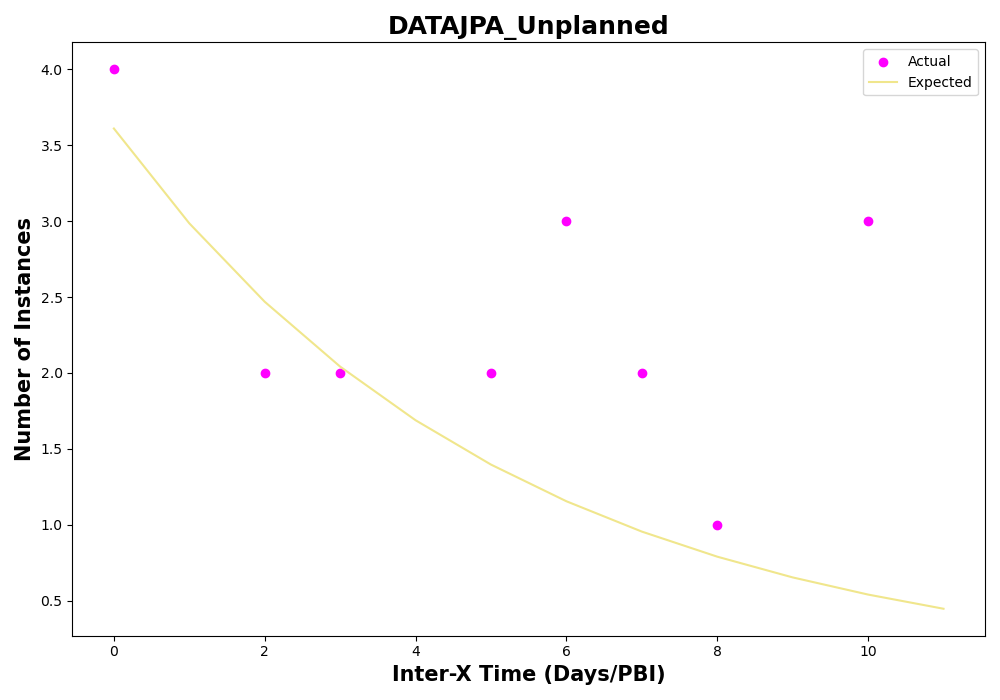 DATAJPA_Unplanned
Actual
Expected
Number of Instances
4.0
3.5
3.0
2.5
2.0
1.5
1.0
0.5
0 2 4 6 8 10
Inter-X Time (Days/PBI)